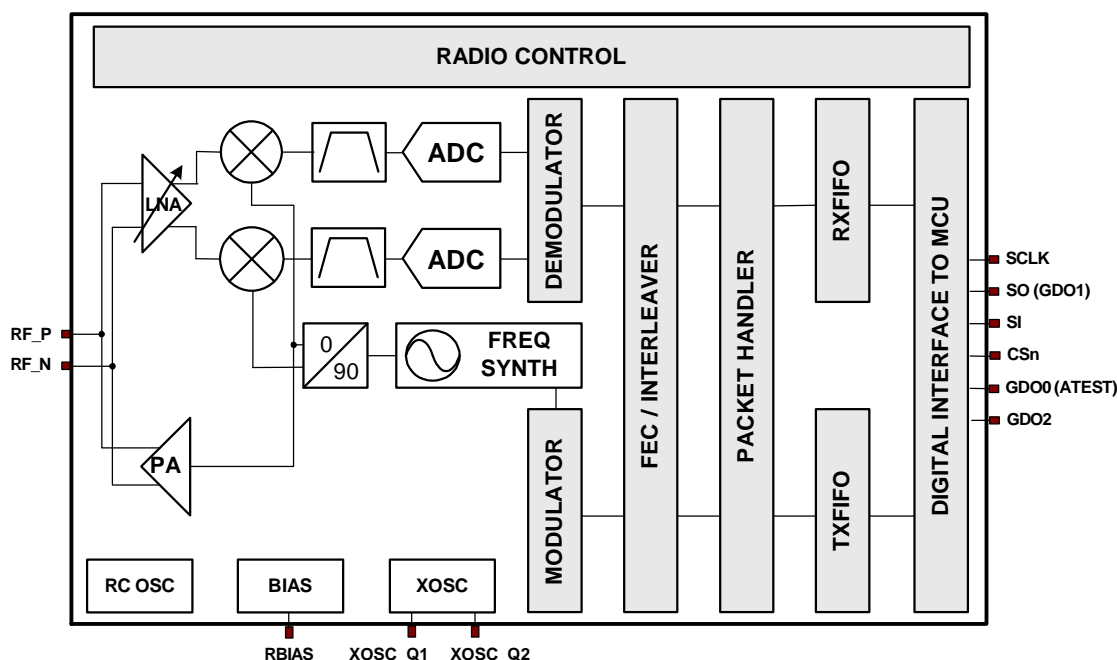 RADIO CONTROL
LNA
ADC
ADC
DEMODULATOR
FEC / INTERLEAVER
PACKET HANDLER
RXFIFO
DIGITAL INTERFACE TO MCU
SCLK
SO (GDO1)
SI
CSn
GDO0 (ATEST)
GDO2
RF_P
RF_N
0
90
FREQ
SYNTH
PA
MODULATOR
TXFIFO
RC OSC
BIAS
XOSC
RBIAS
XOSC_Q1
XOSC_Q2